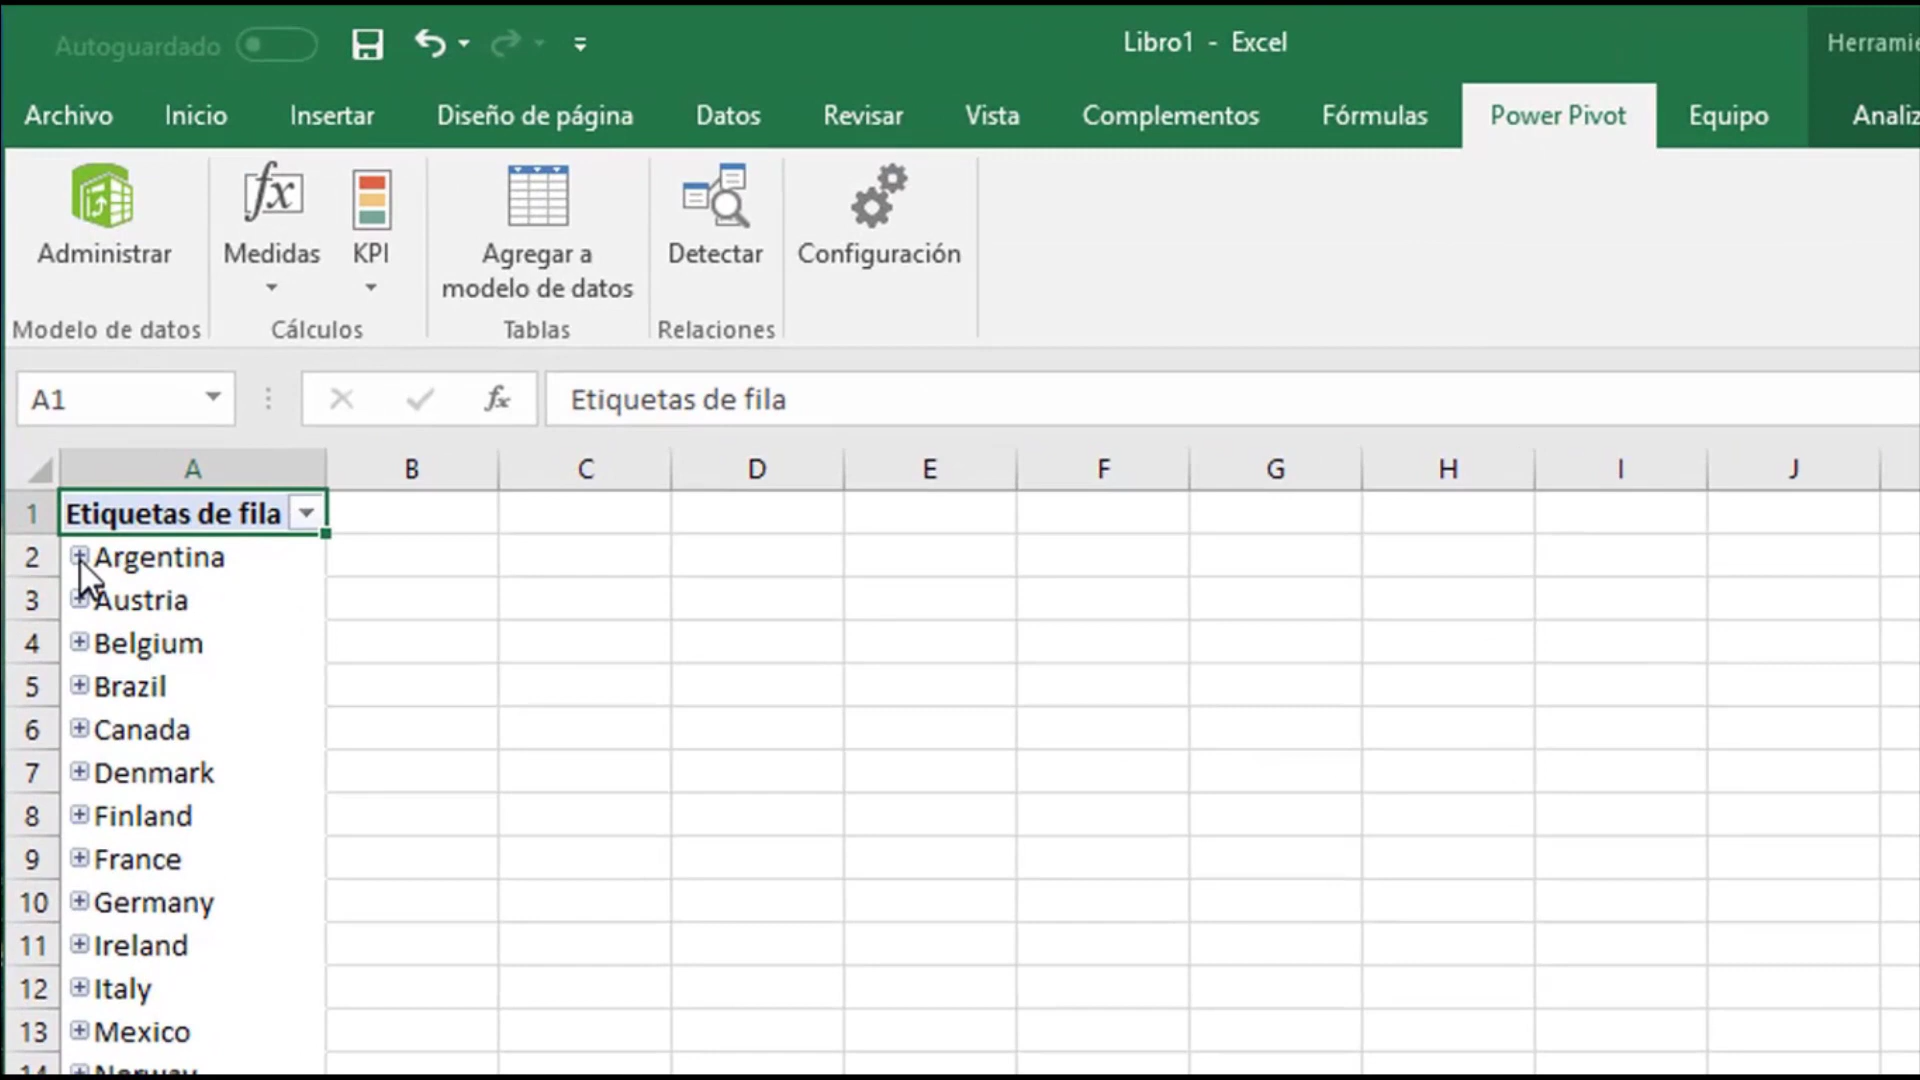 Autoguardado
Libro1 - Excel
Archivo Inicio Insertar Diseño de página Datos Revisar Vista Complementos Fórmulas Power Pivot Equipo
Administrar Medidas KPI Agregar a modelo de datos Detectar Configuración
Modelo de datos Cálculos Tablas Relaciones
A1 fx Etiquetas de fila
A B C D E F G H I J
1 Etiquetas de fila
2 Argentina
3 Austria
4 Belgium
5 Brazil
6 Canada
7 Denmark
8 Finland
9 France
10 Germany
11 Ireland
12 Italy
13 Mexico
14 Norway